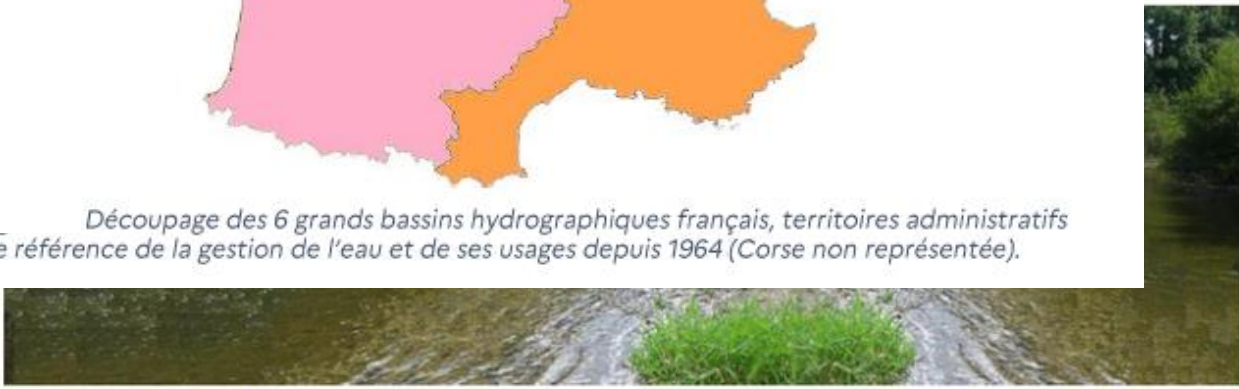 Découpage des 6 grands bassins hydrographiques français, territoires administratifs
référence de la gestion de l'eau et de ses usages depuis 1964 (Corse non représentée).